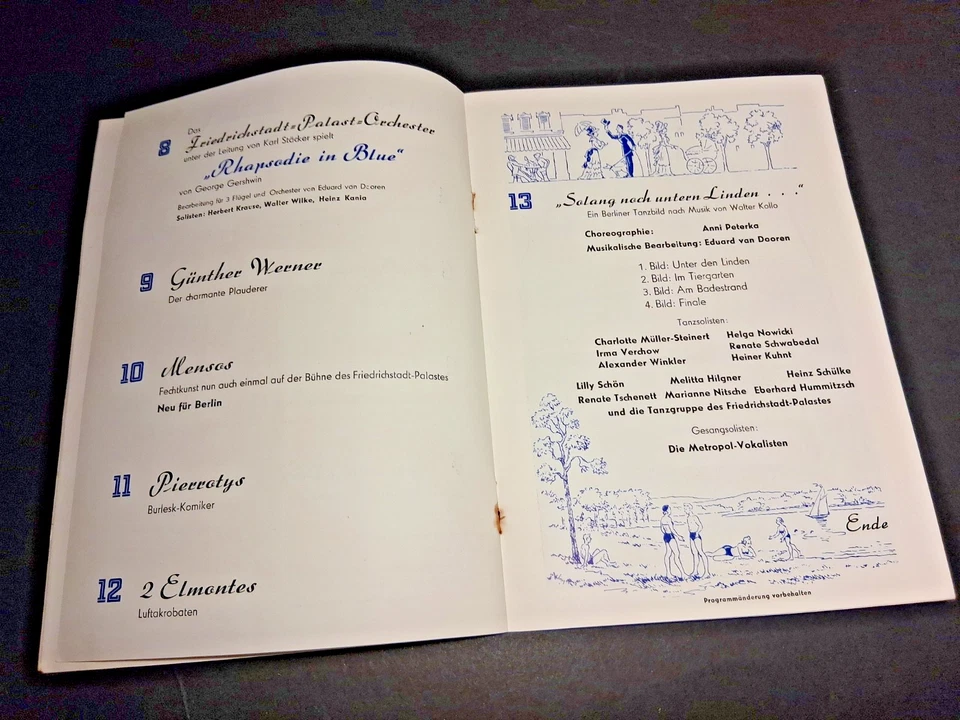 8 Das
Friedrichstadt-Palast-Orchester
unter der Leitung von Karl Stäcker spielt
„Rhapsodie in Blue"
von George Gershwin
Bearbeitung für 3 Flügel und Orchester von Eduard van Dooren
Solisten: Herbert Krause, Walter Wilke, Heinz Kania
9 Günther Werner
Der charmante Plauderer
10 Mensos
Fechtkunst nun auch einmal auf der Bühne des Friedrichstadt-Palastes
Neu für Berlin
11 Pierrotys
Burlesk-Komiker
12 2 Elmontes
Luftakrobaten
13 „Solang noch untern Linden . . ."
Ein Berliner Tanzbild nach Musik von Walter Kollo
Choreographie: Anni Peterka
Musikalische Bearbeitung: Eduard van Dooren
1. Bild: Unter den Linden
2. Bild: Im Tiergarten
3. Bild: Am Badestrand
4. Bild: Finale
Tanzsolisten:
Charlotte Müller-Steinert Helga Nowicki
Irma Verchow Renate Schwabedal
Alexander Winkler Heiner Kuhnt
Lilly Schön Melitta Hilgner Heinz Schülke
Renate Tschenett Marianne Nitsche Eberhard Hummitzsch
und die Tanzgruppe des Friedrichstadt-Palastes
Gesangsolisten:
Die Metropol-Vokalisten
Ende
Programmänderung vorbehalten